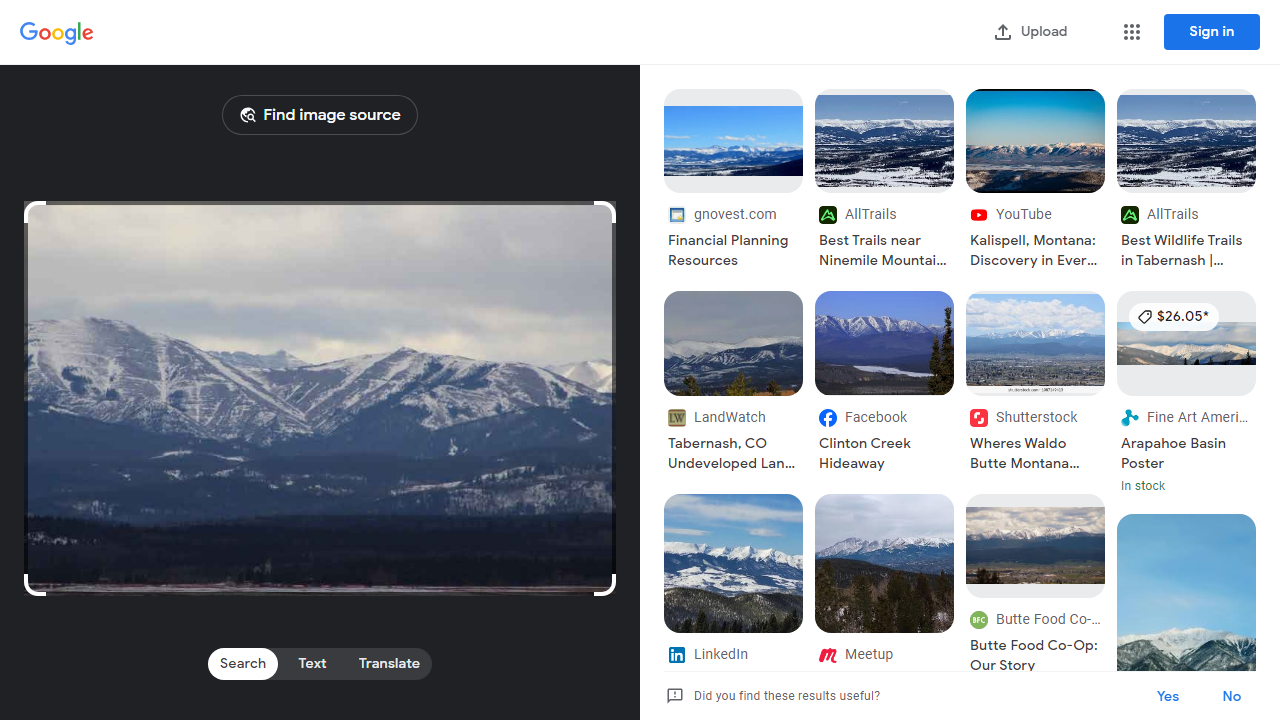 Google
Upload
Sign in
Find image source
Search
Text
Translate
gnovest.com
Financial Planning
Resources
AllTrails
Best Trails near
Ninemile Mountai...
YouTube
Kalispell, Montana:
Discovery in Ever...
AllTrails
Best Wildlife Trails
in Tabernash |...
LandWatch
Tabernash, CO
Undeveloped Lan...
Facebook
Clinton Creek
Hideaway
Shutterstock
Wheres Waldo
Butte Montana...
$26.05*
Fine Art Ameri...
Arapahoe Basin
Poster
In stock
LinkedIn
Meetup
BFC
Butte Food Co-...
Butte Food Co-Op:
Our Story
Did you find these results useful?
Yes
No